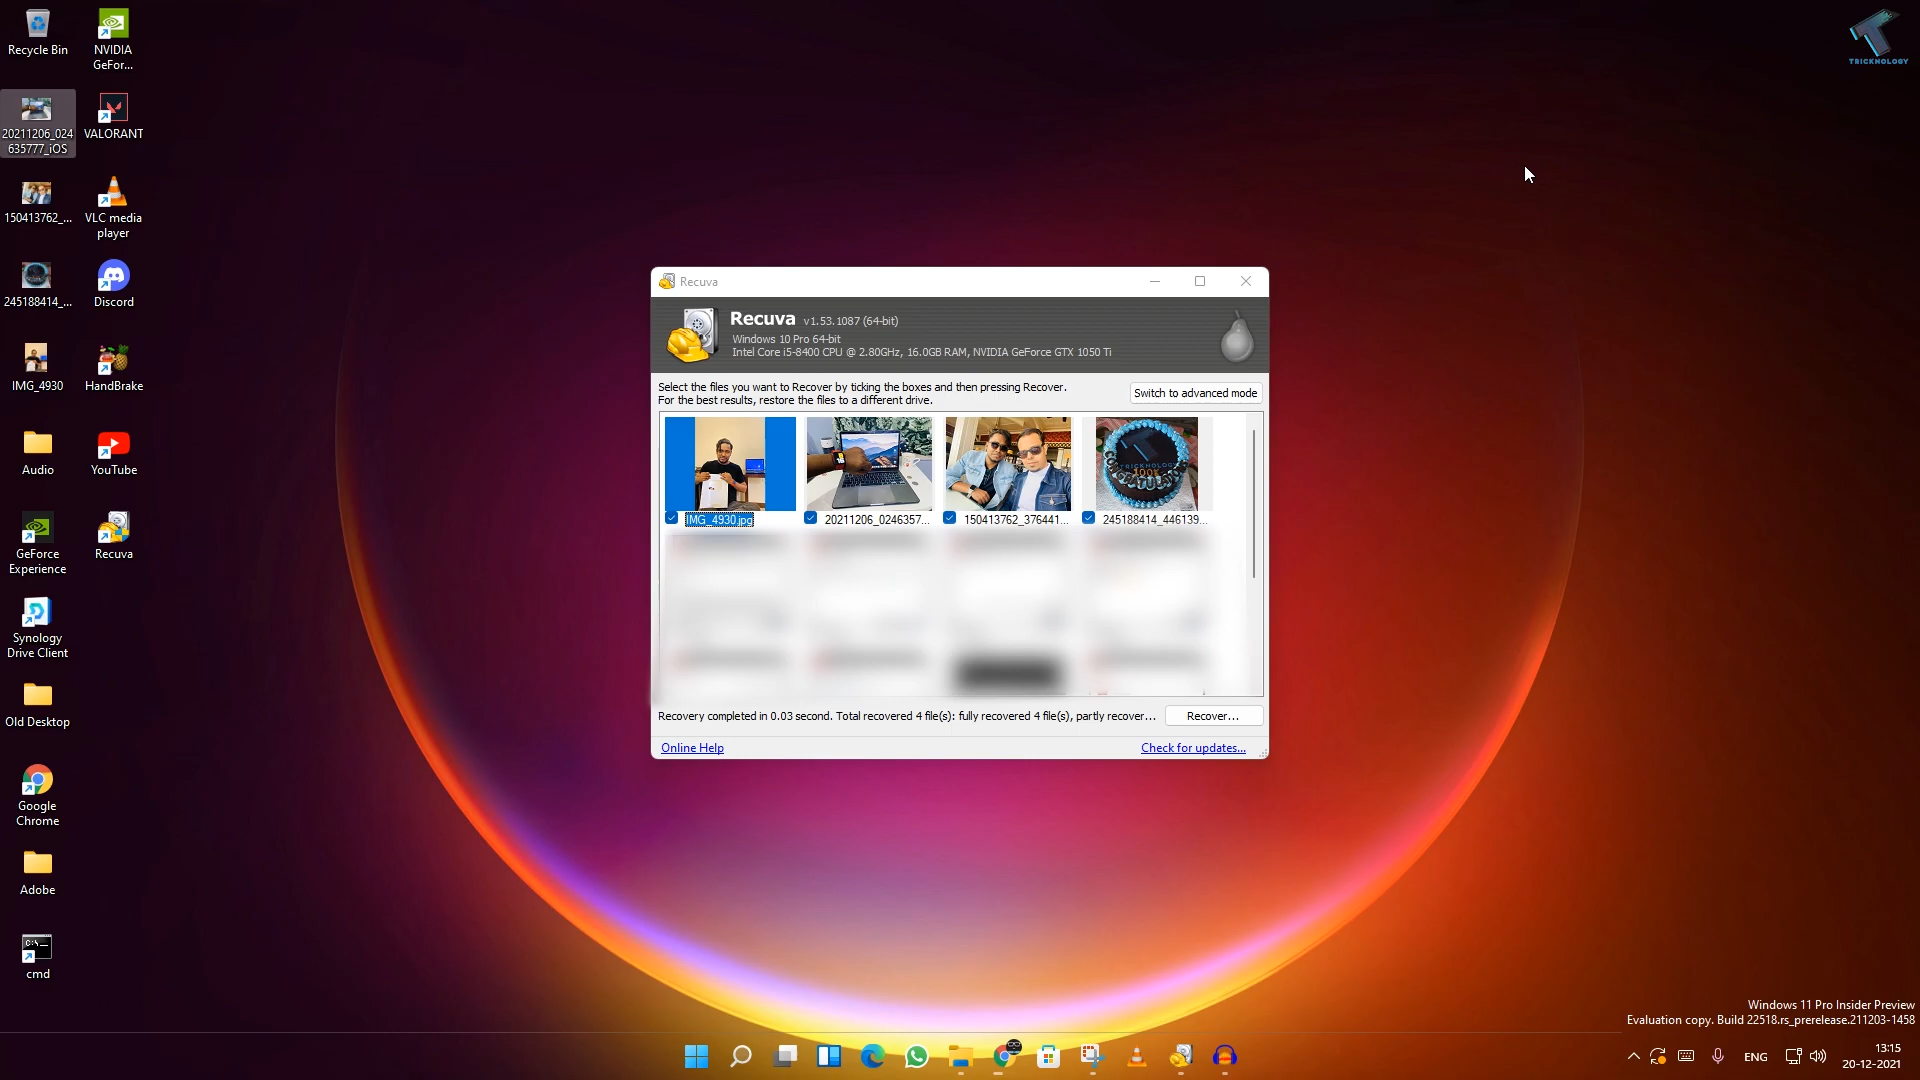 Recycle Bin
NVIDIA
GeFor...
20211206_024
635777_iOS
VALORANT
150413762_...
VLC media
player
245188414_...
Discord
IMG_4930
HandBrake
Audio
YouTube
GeForce
Experience
Recuva
Synology
Drive Client
Old Desktop
Google
Chrome
Adobe
cmd
TRICKNOLOGY
Recuva
Recuva v1.53.1087 (64-bit)
Windows 10 Pro 64-bit
Intel Core i5-8400 CPU @ 2.80GHz, 16.0GB RAM, NVIDIA GeForce GTX 1050 Ti
Select the files you want to Recover by ticking the boxes and then pressing Recover.
For the best results, restore the files to a different drive.
Switch to advanced mode
TRICKNOLOGY
100K
IMG_4930.jpg
20211206_0246357...
150413762_376441...
245188414_446139...
Recovery completed in 0.03 second. Total recovered 4 file(s): fully recovered 4 file(s), partly recover...
Recover...
Online Help
Check for updates...
Windows 11 Pro Insider Preview
Evaluation copy. Build 22518.rs_prerelease.211203-1458
ENG
13:15
20-12-2021